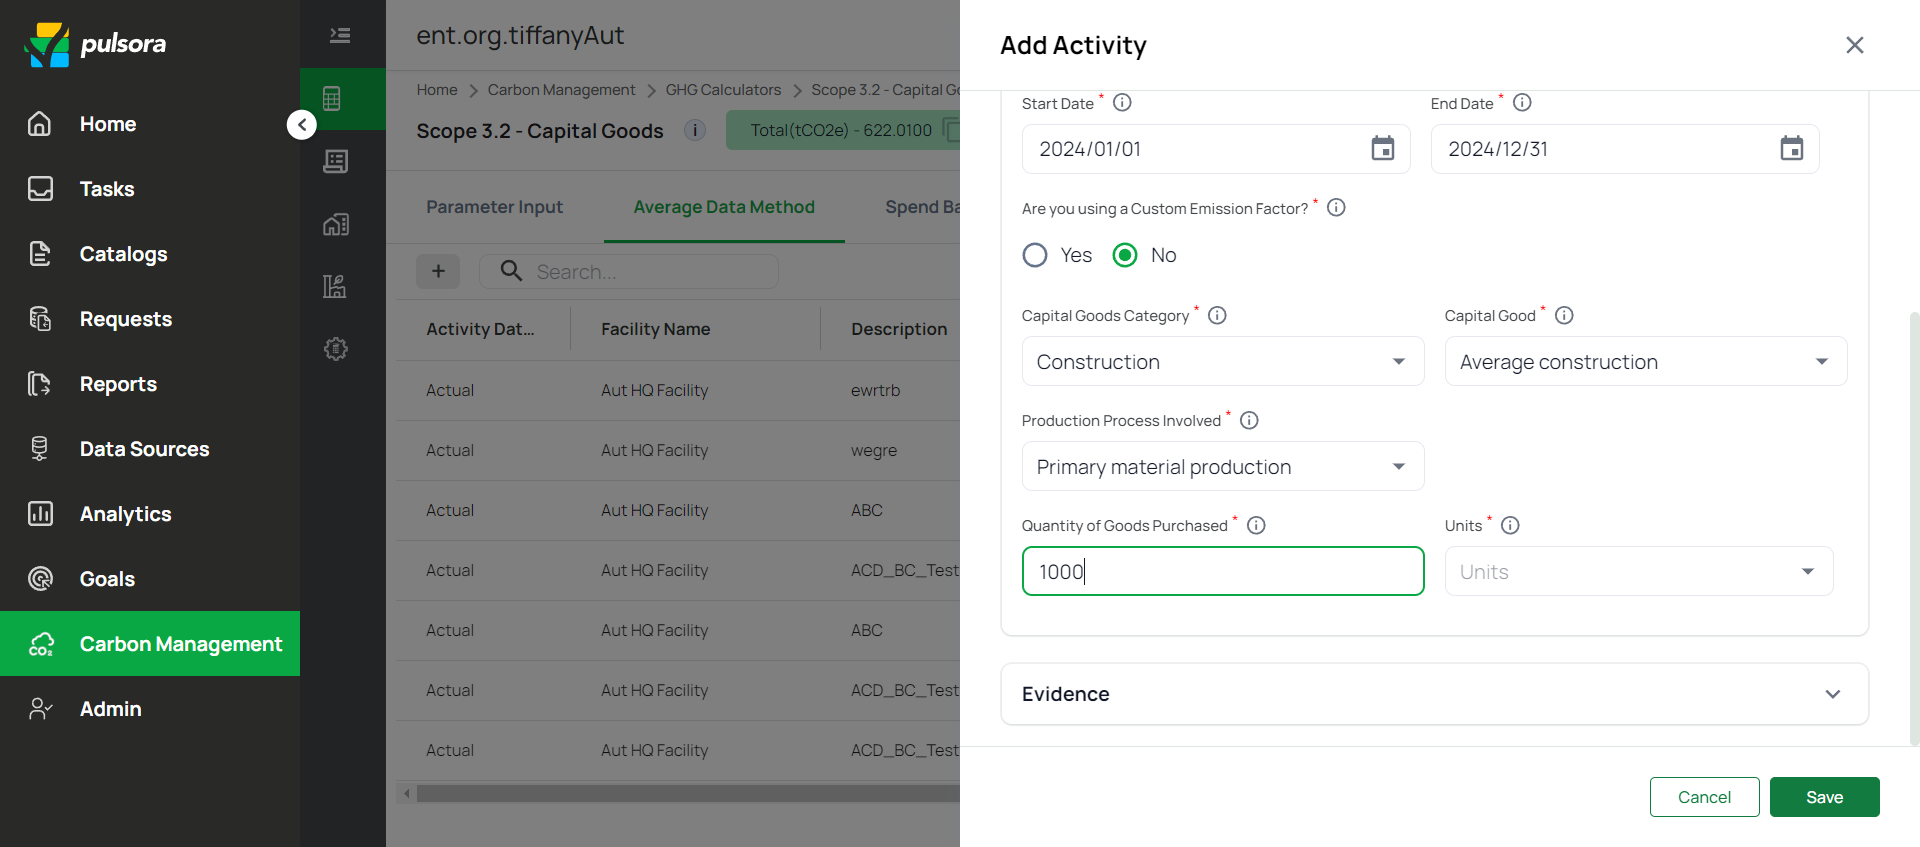 pulsora
Home
Tasks
Catalogs
Requests
Reports
Data Sources
Analytics
Goals
Carbon Management
Admin
ent.org.tiffanyAut
Home > Carbon Management > GHG Calculators > Scope 3.2 - Capital Go
Scope 3.2 - Capital Goods Total(tCO2e) - 622.0100
Parameter Input Average Data Method Spend Ba
+ Search...
Activity Dat... Facility Name Description
Actual Aut HQ Facility ewrtrb
Actual Aut HQ Facility wegre
Actual Aut HQ Facility ABC
Actual Aut HQ Facility ACD_BC_Test
Actual Aut HQ Facility ABC
Actual Aut HQ Facility ACD_BC_Test
Actual Aut HQ Facility ACD_BC_Test
Add Activity
Start Date * End Date *
2024/01/01 2024/12/31
Are you using a Custom Emission Factor? *
Yes No
Capital Goods Category * Capital Good *
Construction Average construction
Production Process Involved *
Primary material production
Quantity of Goods Purchased * Units *
1000 Units
Evidence
Cancel Save